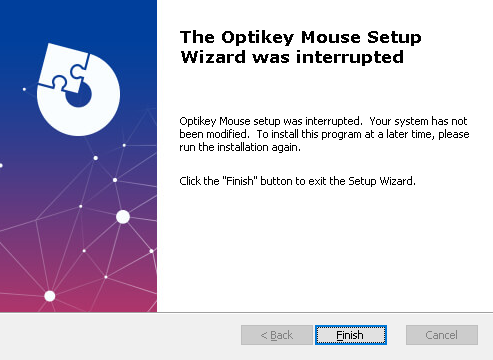 The Optikey Mouse Setup
Wizard was interrupted
Optikey Mouse setup was interrupted.  Your system has not
been modified.  To install this program at a later time, please
run the installation again.
Click the "Finish" button to exit the Setup Wizard.
< Back
Finish
Cancel